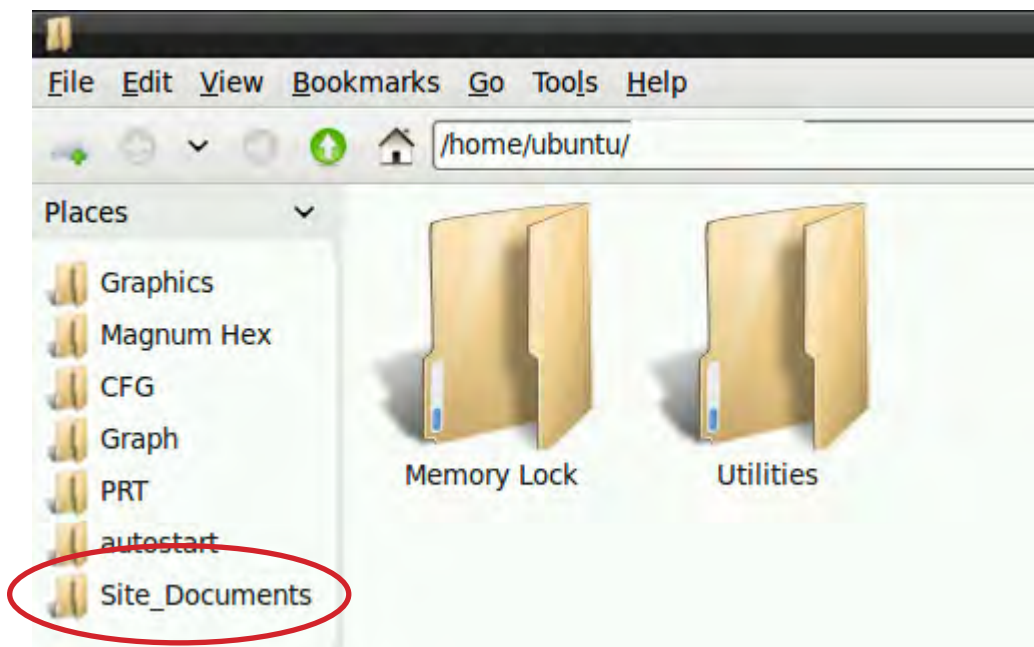 File Edit View Bookmarks Go Tools Help
/home/ubuntu/
Places
Graphics
Magnum Hex
CFG
Graph
PRT
autostart
Site_Documents
Memory Lock
Utilities